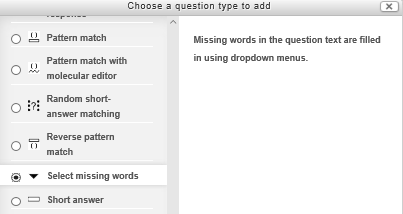 Choose a question type to add
response
Pattern match
Pattern match with
molecular editor
Random short-
answer matching
Reverse pattern
match
Select missing words
Short answer
Missing words in the question text are filled
in using dropdown menus.